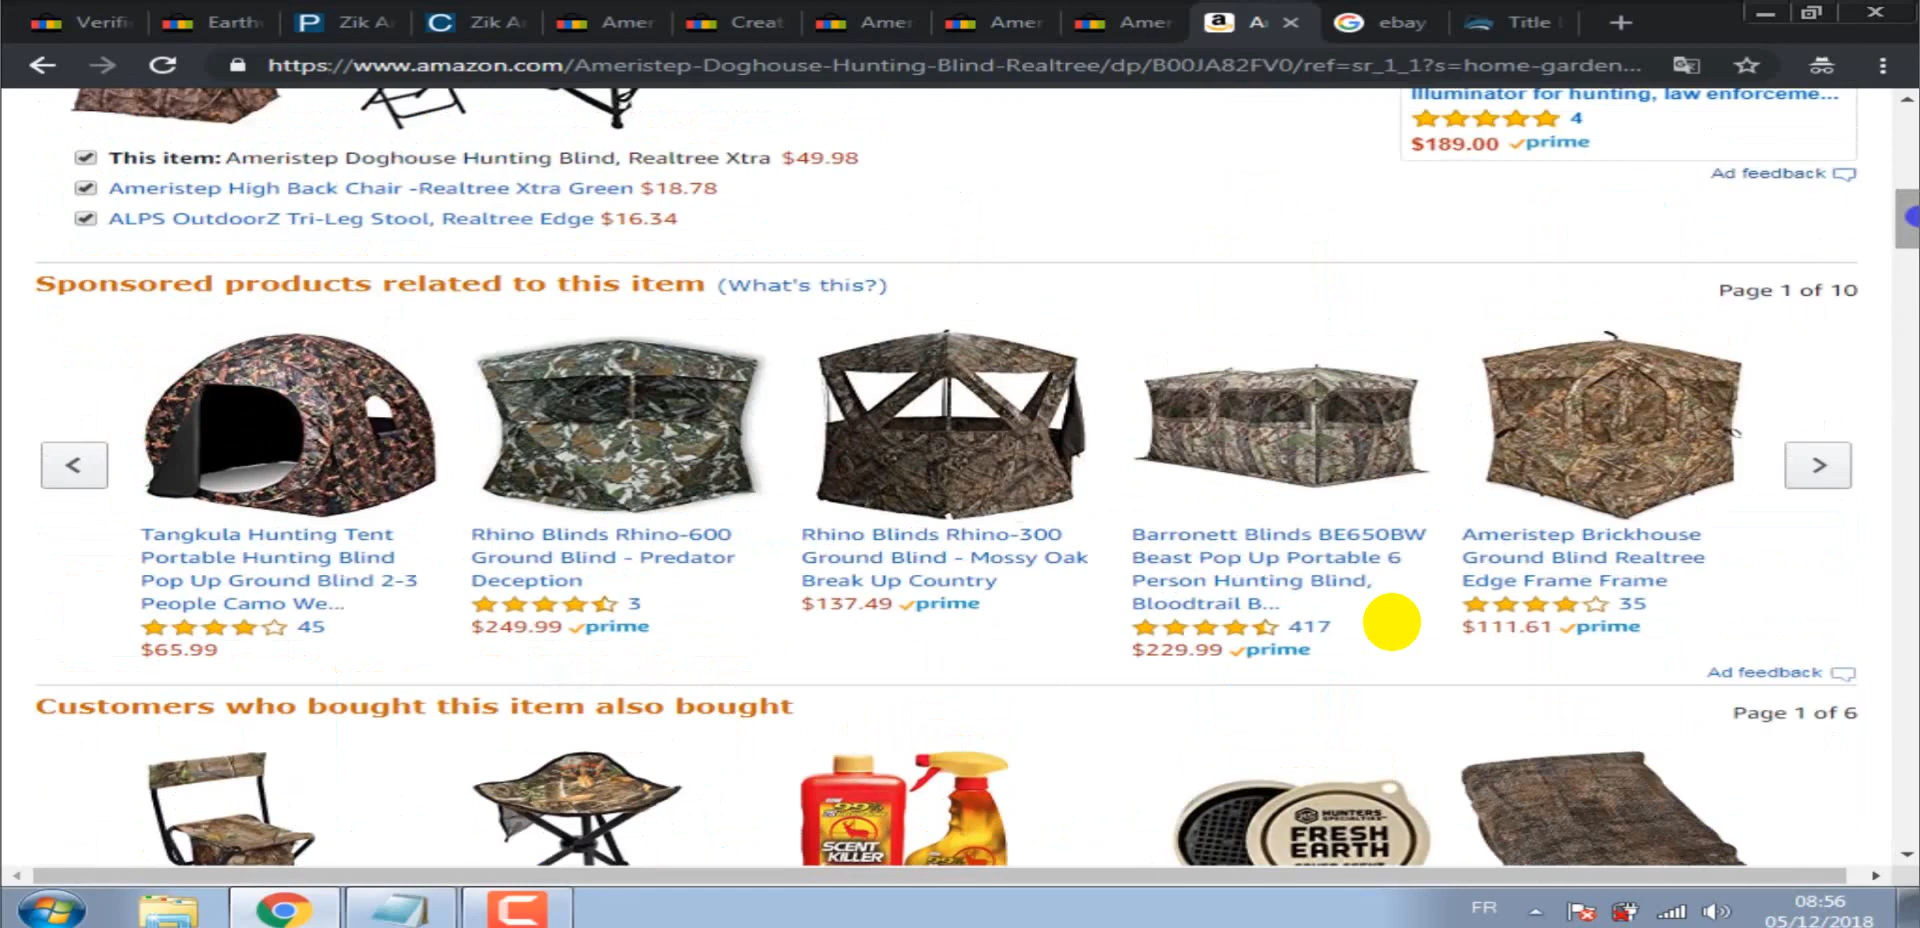 Verifi
Earth
Zik A
Zik A
Amer
Creat
Amer
Amer
Amer
A
ebay
Title
https://www.amazon.com/Ameristep-Doghouse-Hunting-Blind-Realtree/dp/B00JA82FV0/ref=sr_1_1?s=home-garden...
Illuminator for hunting, law enforceme...
4
$189.00 prime
Ad feedback
This item: Ameristep Doghouse Hunting Blind, Realtree Xtra $49.98
Ameristep High Back Chair -Realtree Xtra Green $18.78
ALPS OutdoorZ Tri-Leg Stool, Realtree Edge $16.34
Sponsored products related to this item (What's this?)
Page 1 of 10
Tangkula Hunting Tent
Portable Hunting Blind
Pop Up Ground Blind 2-3
People Camo We...
45
$65.99
Rhino Blinds Rhino-600
Ground Blind - Predator
Deception
3
$249.99 prime
Rhino Blinds Rhino-300
Ground Blind - Mossy Oak
Break Up Country
$137.49 prime
Barronett Blinds BE650BW
Beast Pop Up Portable 6
Person Hunting Blind,
Bloodtrail B...
417
$229.99 prime
Ameristep Brickhouse
Ground Blind Realtree
Edge Frame Frame
35
$111.61 prime
Ad feedback
Customers who bought this item also bought
Page 1 of 6
SCENT
KILLER
HUNTERS
SPECIALTIES
FRESH
EARTH
FR
08:56
05/12/2018